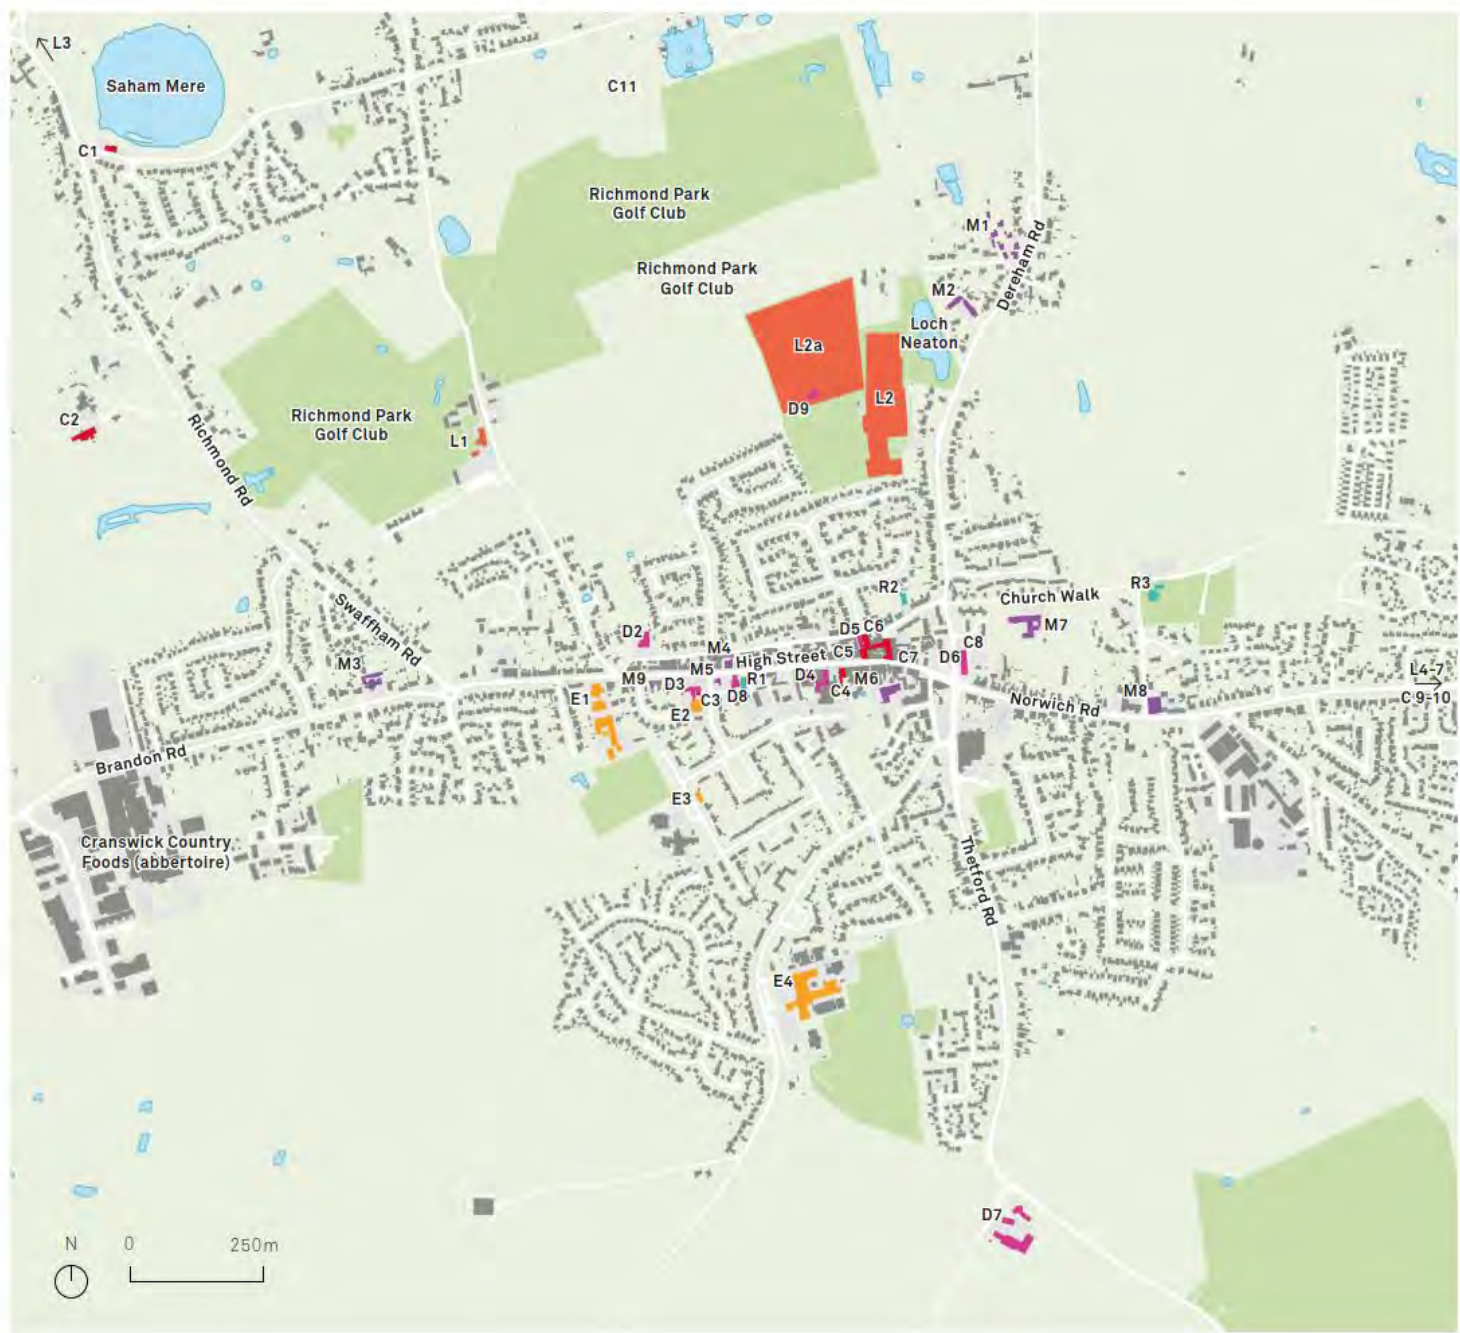 L3
Saham Mere
C11
C1
Richmond Park
Golf Club
M1
Dereham Rd
Richmond Park
Golf Club
M2
Loch
Neaton
L2a
L2
D9
C2
Richmond Park
Golf Club
L1
Richmond Rd
R2
Church Walk
R3
Swaffham Rd
D2
D5
C6
M7
M4
High Street
C5
C7
D6
C8
M3
M5
M9
D3
R1
D4
M6
L4-7
C 9-10
E1
C3
D8
C4
M8
E2
Norwich Rd
Brandon Rd
E3
Cranswick Country
Foods (abbertoire)
Thetford Rd
E4
D7
N
0
250m